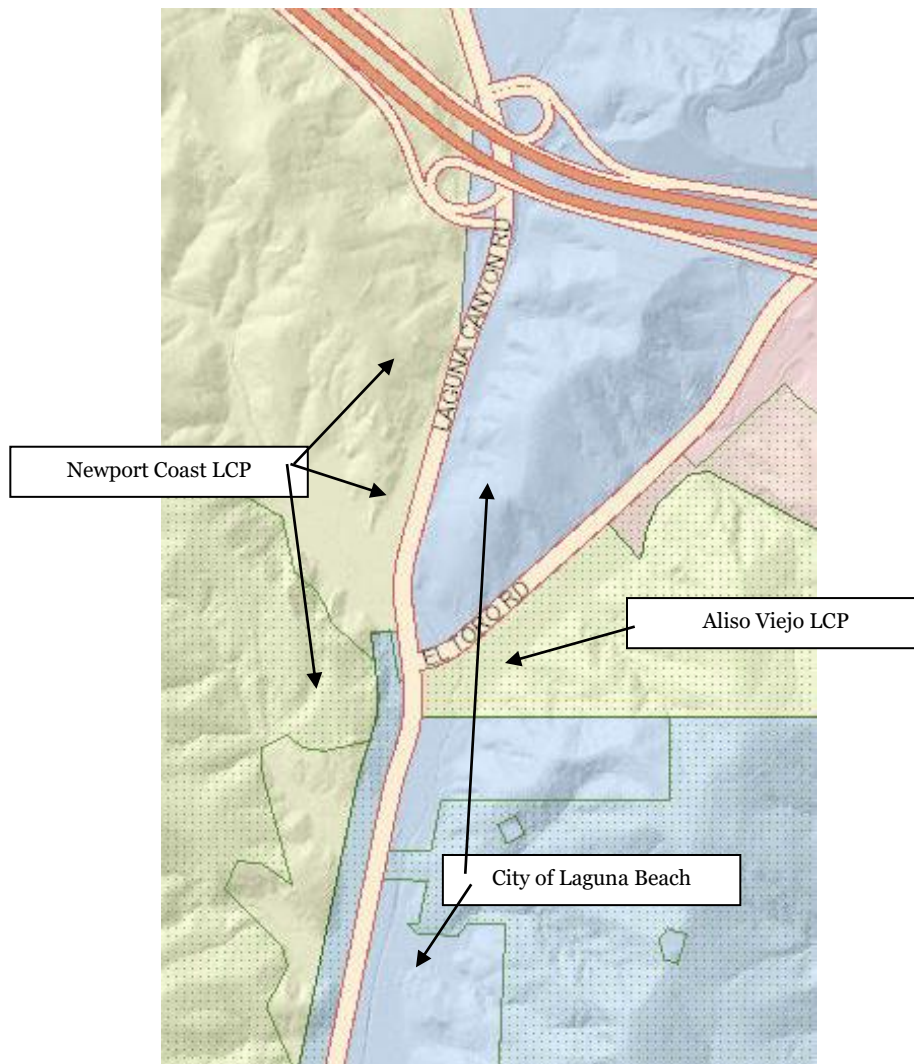 LAGUNA CANYON RD
Newport Coast LCP
EL TORO RD
Aliso Viejo LCP
City of Laguna Beach